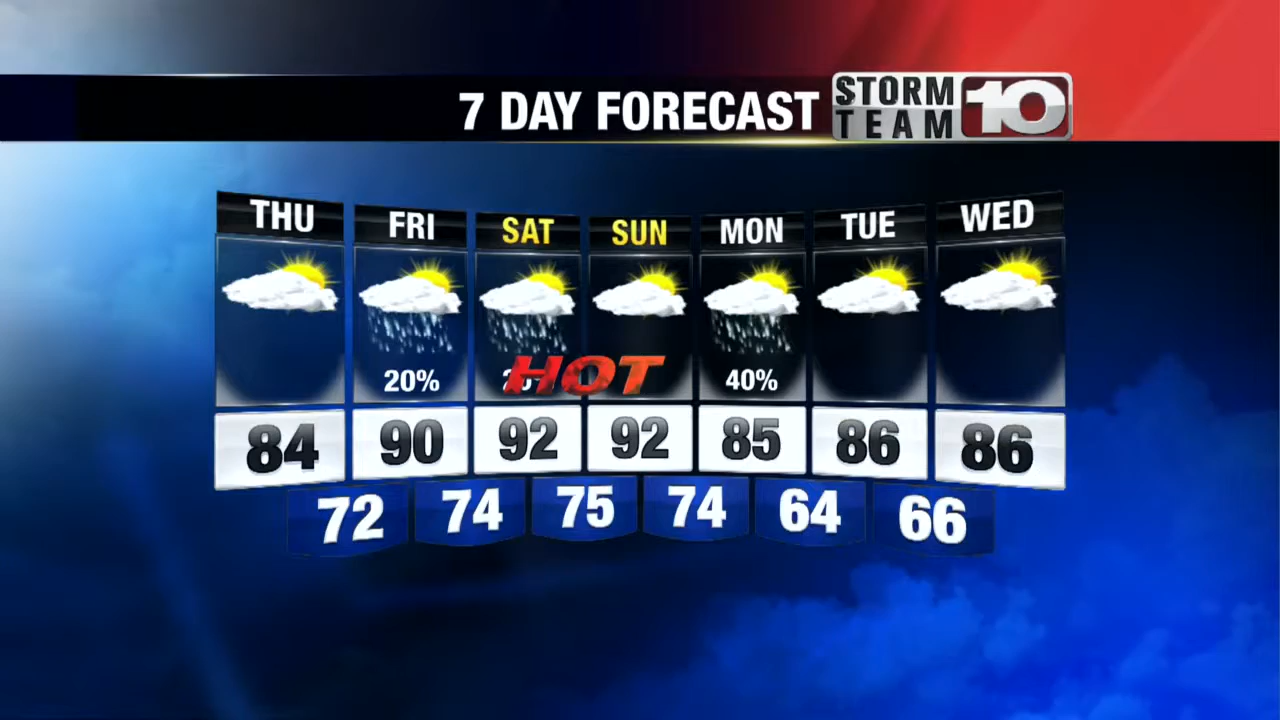 7 DAY FORECAST STORM TEAM 10
THU FRI SAT SUN MON TUE WED
20% HOT 40%
84 90 92 92 85 86 86
72 74 75 74 64 66